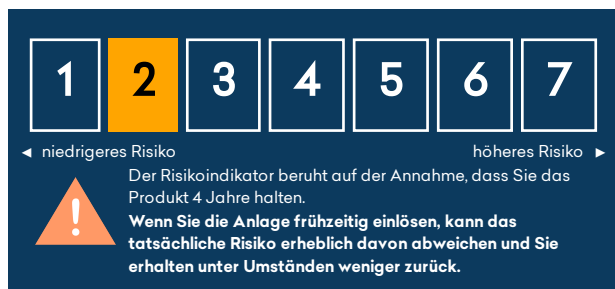 1 2 3 4 5 6 7
◄ niedrigeres Risiko höheres Risiko ►
Der Risikoindikator beruht auf der Annahme, dass Sie das
Produkt 4 Jahre halten.
Wenn Sie die Anlage frühzeitig einlösen, kann das
tatsächliche Risiko erheblich davon abweichen und Sie
erhalten unter Umständen weniger zurück.
!